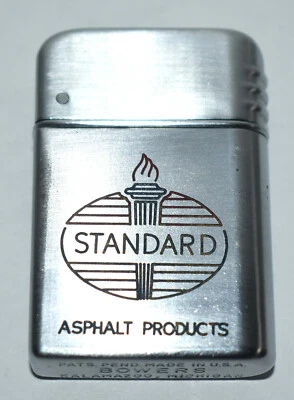 STANDARD
ASPHALT PRODUCTS
PATS. PEND. MADE IN U.S.A.
BOWERS
KALAMAZOO, MICHIGAN